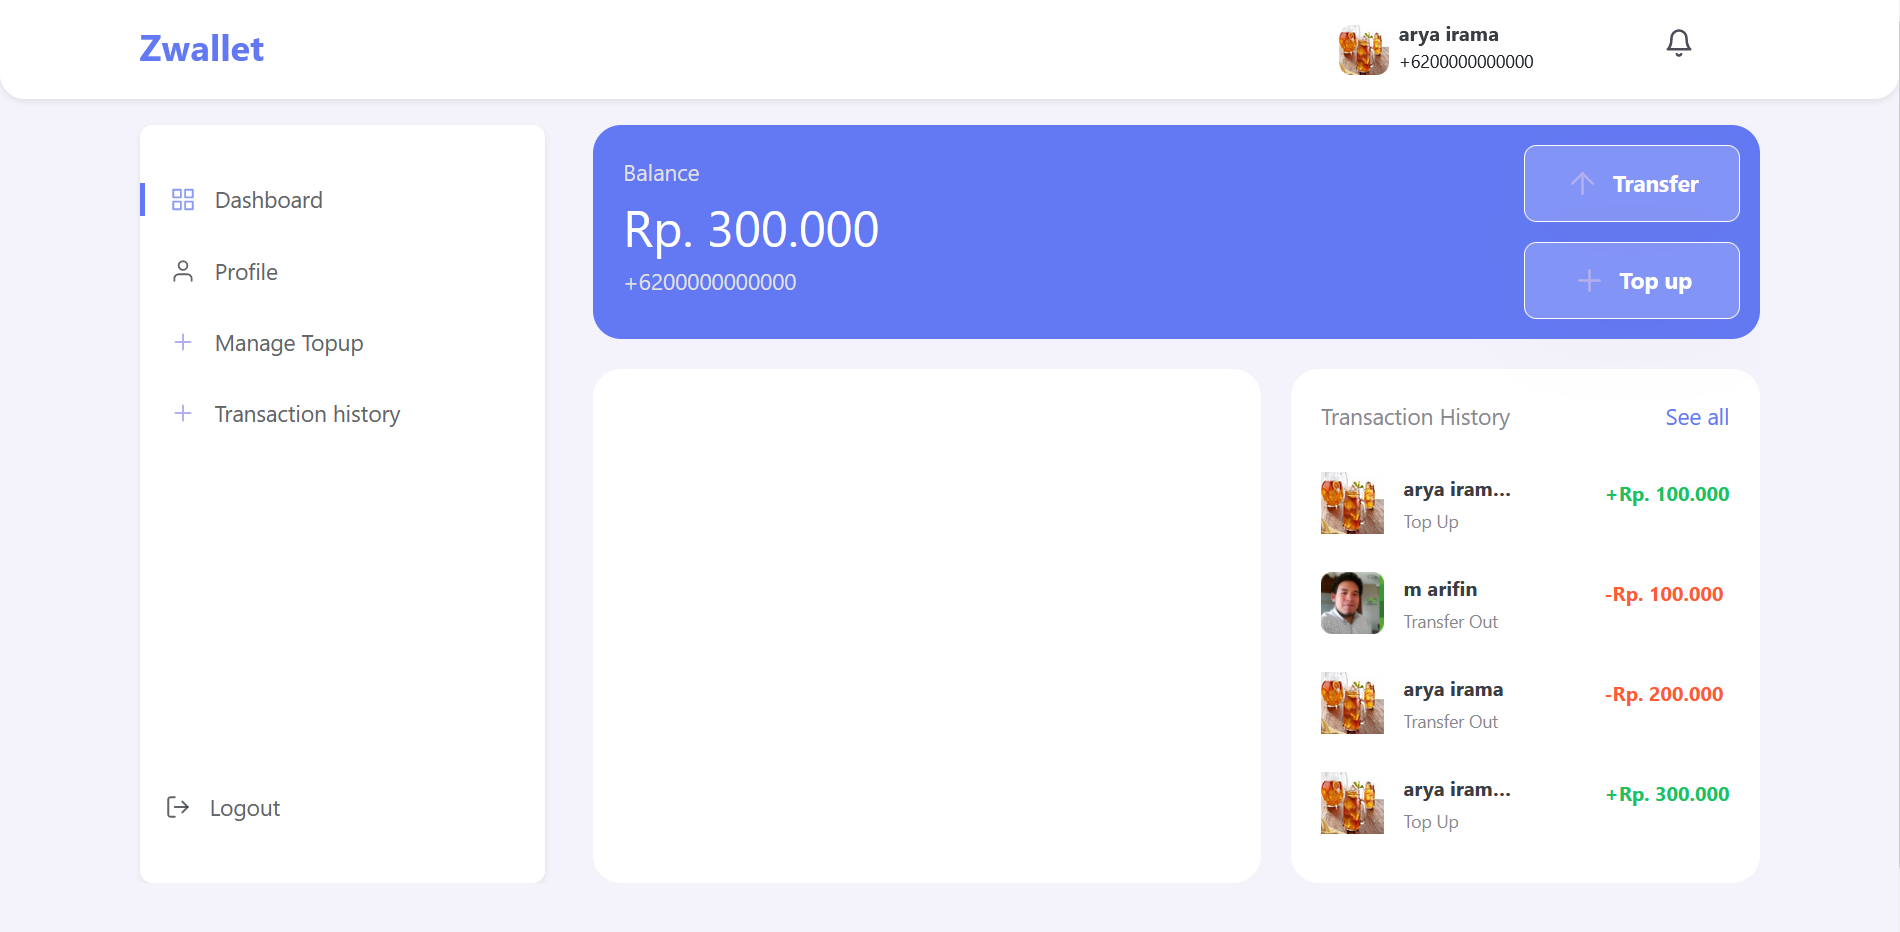 Zwallet
arya irama
+6200000000000
Dashboard
Profile
Manage Topup
Transaction history
Logout
Balance
Rp. 300.000
+6200000000000
Transfer
Top up
Transaction History
See all
arya iram...
Top Up
+Rp. 100.000
m arifin
Transfer Out
-Rp. 100.000
arya irama
Transfer Out
-Rp. 200.000
arya iram...
Top Up
+Rp. 300.000